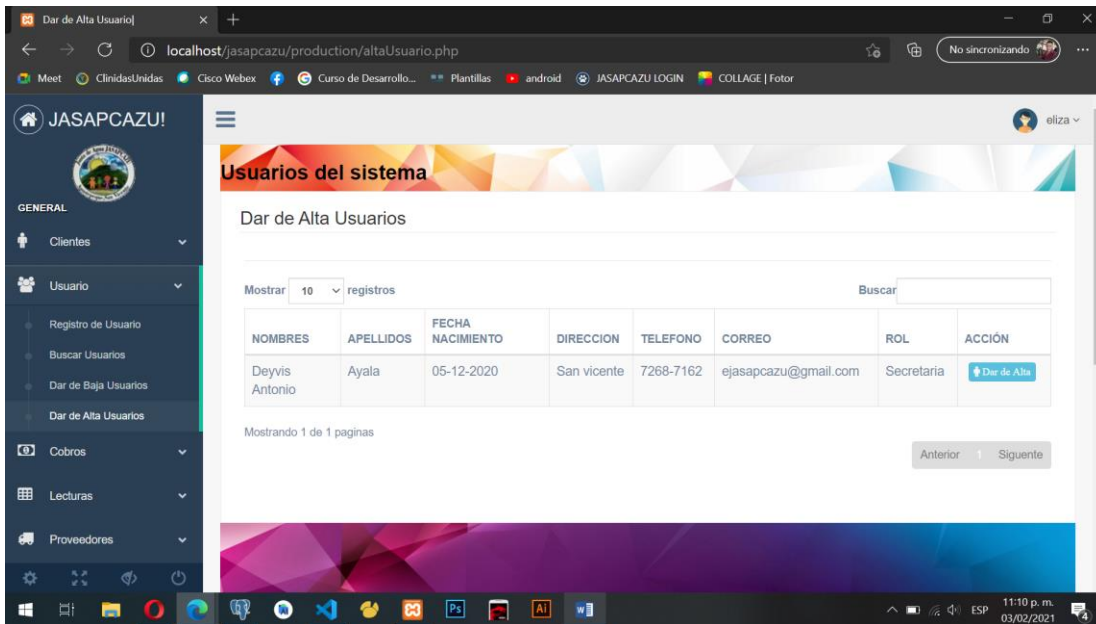 Dar de Alta Usuario|
localhost/jasapcazu/production/altaUsuario.php
No sincronizando
Meet ClinidasUnidas Cisco Webex Curso de Desarrollo... Plantillas android JASAPCAZU LOGIN COLLAGE | Fotor
JASAPCAZU!
eliza
Usuarios del sistema
GENERAL
Dar de Alta Usuarios
Clientes
Usuario
Registro de Usuario
Buscar Usuarios
Dar de Baja Usuarios
Dar de Alta Usuarios
Cobros
Lecturas
Proveedores
Mostrar 10 registros
Buscar
NOMBRES APELLIDOS FECHA NACIMIENTO DIRECCION TELEFONO CORREO ROL ACCIÓN
Deyvis Antonio Ayala 05-12-2020 San vicente 7268-7162 ejasapcazu@gmail.com Secretaria Dar de Alta
Mostrando 1 de 1 paginas
Anterior 1 Siguente
Ps
Ai
ESP
11:10 p. m.
03/02/2021
4